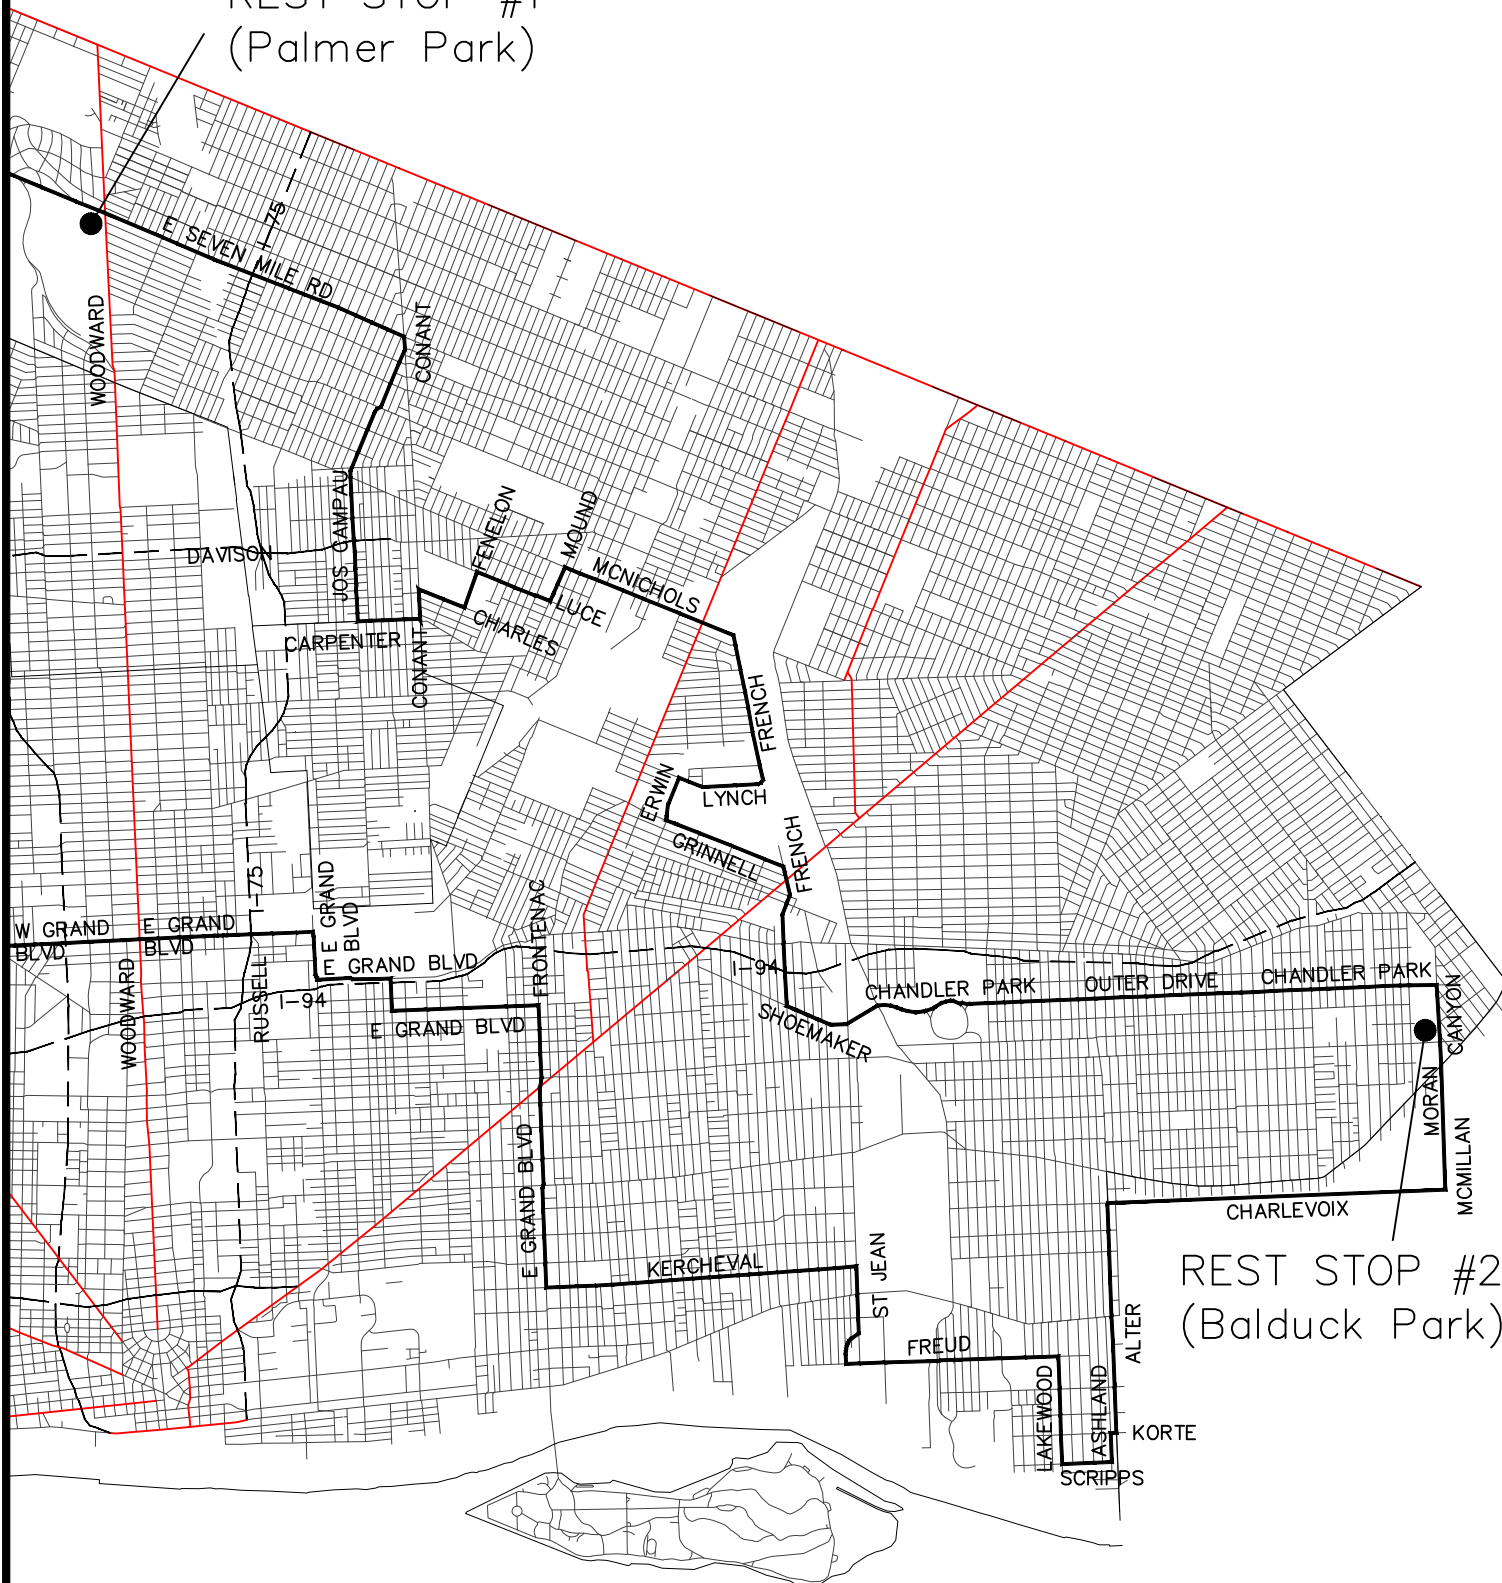 REST STOP #1
(Palmer Park)
I-75
E SEVEN MILE RD
WOODWARD
CONANT
JOS CAMPAU
FENELON
MOUND
DAVISON
MCNICHOLS
LUCE
CHARLES
CARPENTER
CONANT
FRENCH
ERWIN
LYNCH
GRINNELL
FRENCH
I-75
E GRAND
BLVD
FRONTENAC
W GRAND
BLVD
E GRAND
BLVD
E GRAND BLVD
WOODWARD
RUSSELL
I-94
E GRAND BLVD
I-94
SHOEMAKER
CHANDLER PARK
OUTER DRIVE
CHANDLER PARK
CANYON
MORAN
MCMILLAN
E GRAND BLVD
CHARLEVOIX
KERCHEVAL
ST JEAN
REST STOP #2
(Balduck Park)
FREUD
ALTER
LAKEWOOD
ASHLAND
KORTE
SCRIPPS